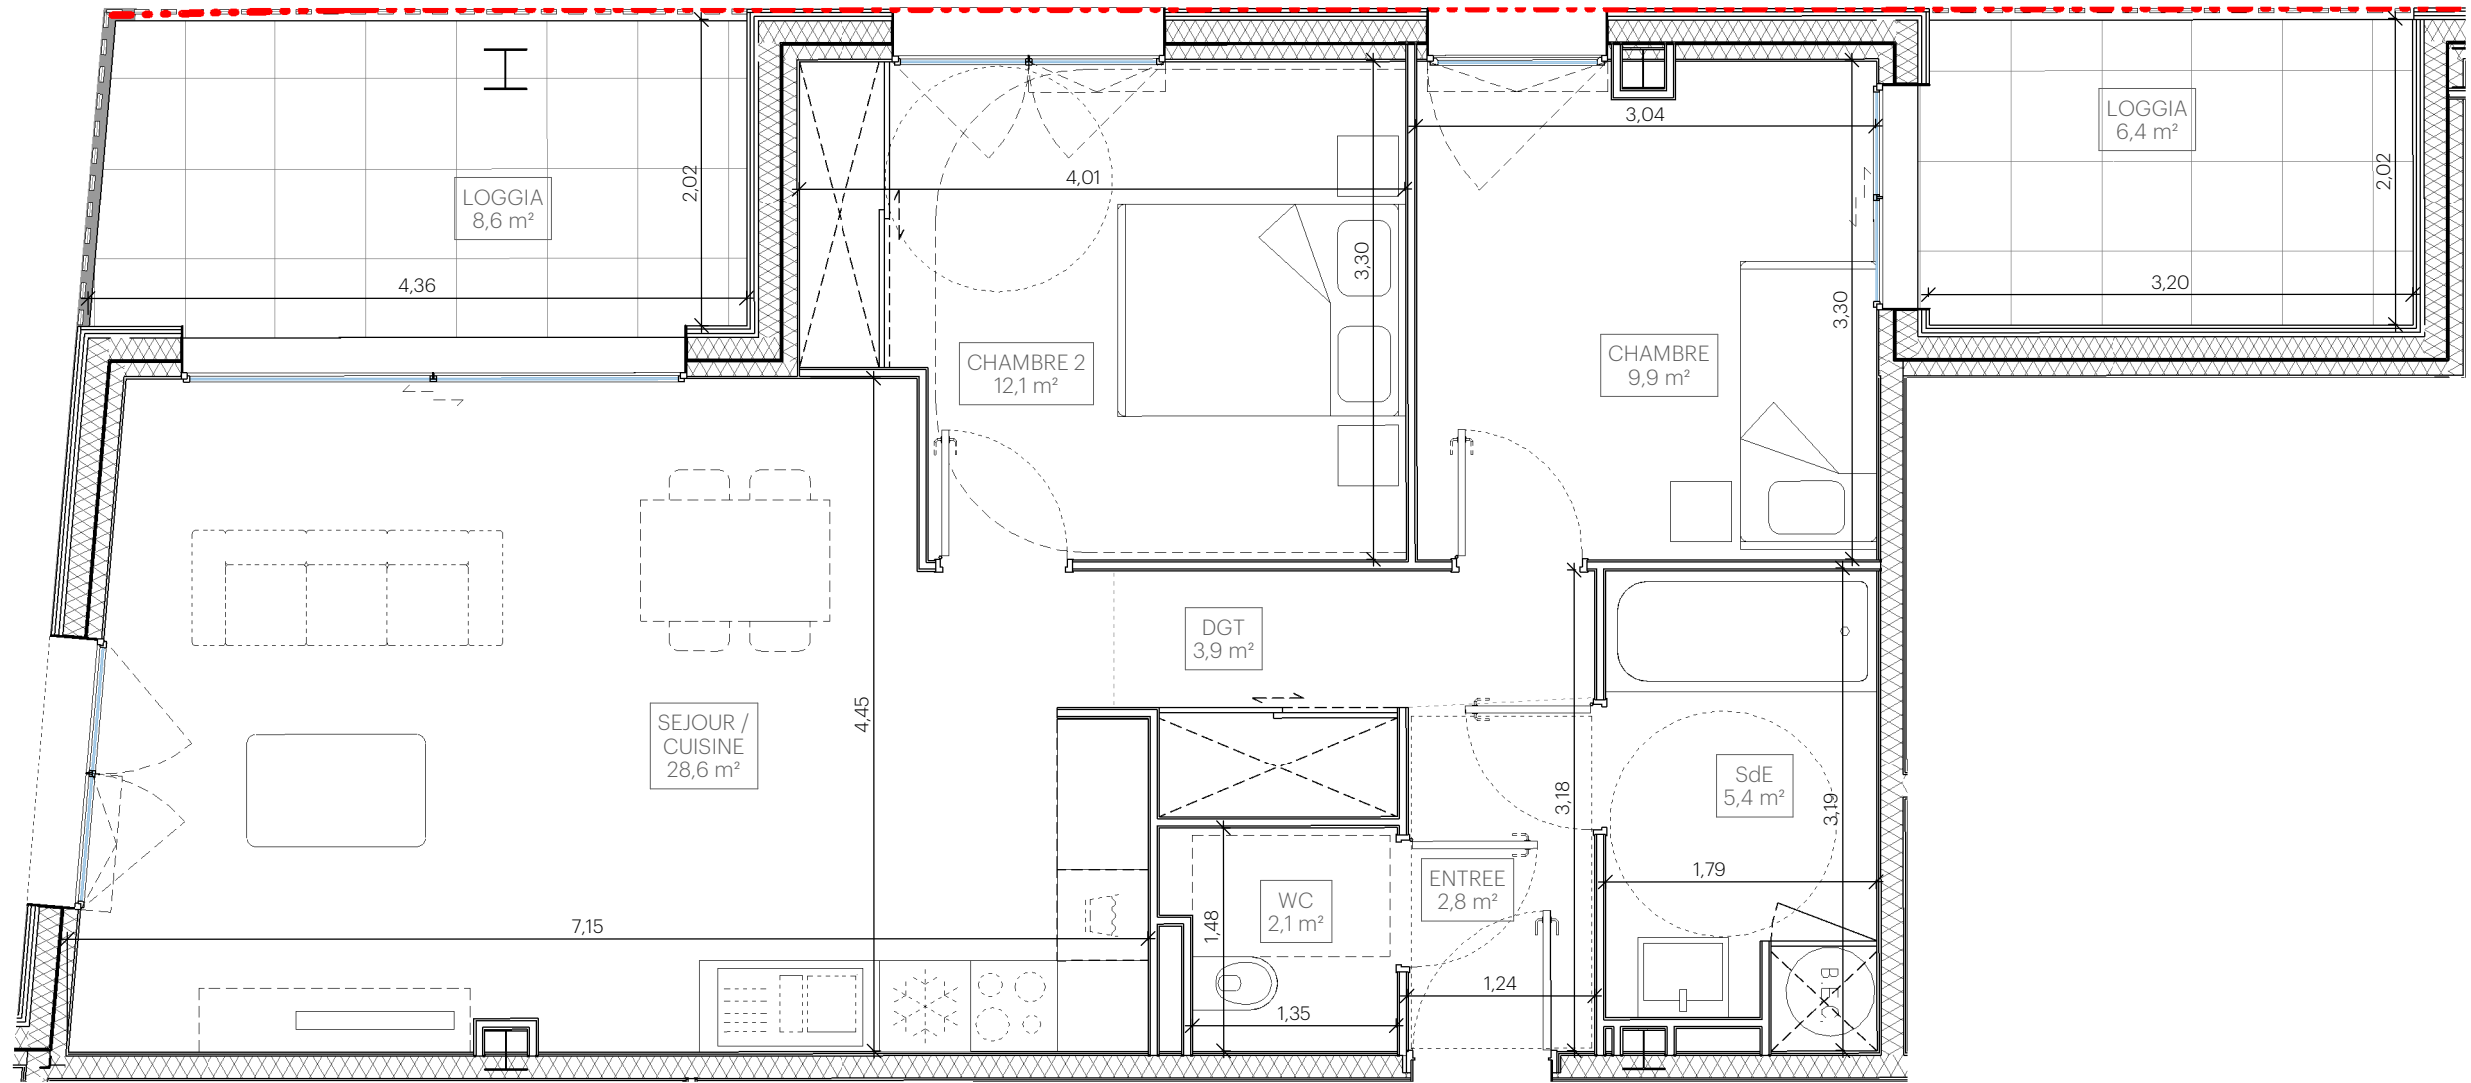 LOGGIA
8,6 m²
2,02
4,36
4,01
3,30
CHAMBRE 2
12,1 m²
3,04
3,30
CHAMBRE
9,9 m²
LOGGIA
6,4 m²
2,02
3,20
SEJOUR /
CUISINE
28,6 m²
4,45
7,15
DGT
3,9 m²
WC
2,1 m²
1,48
1,35
ENTREE
2,8 m²
3,18
1,24
SdE
5,4 m²
3,19
1,79
B.E.C.